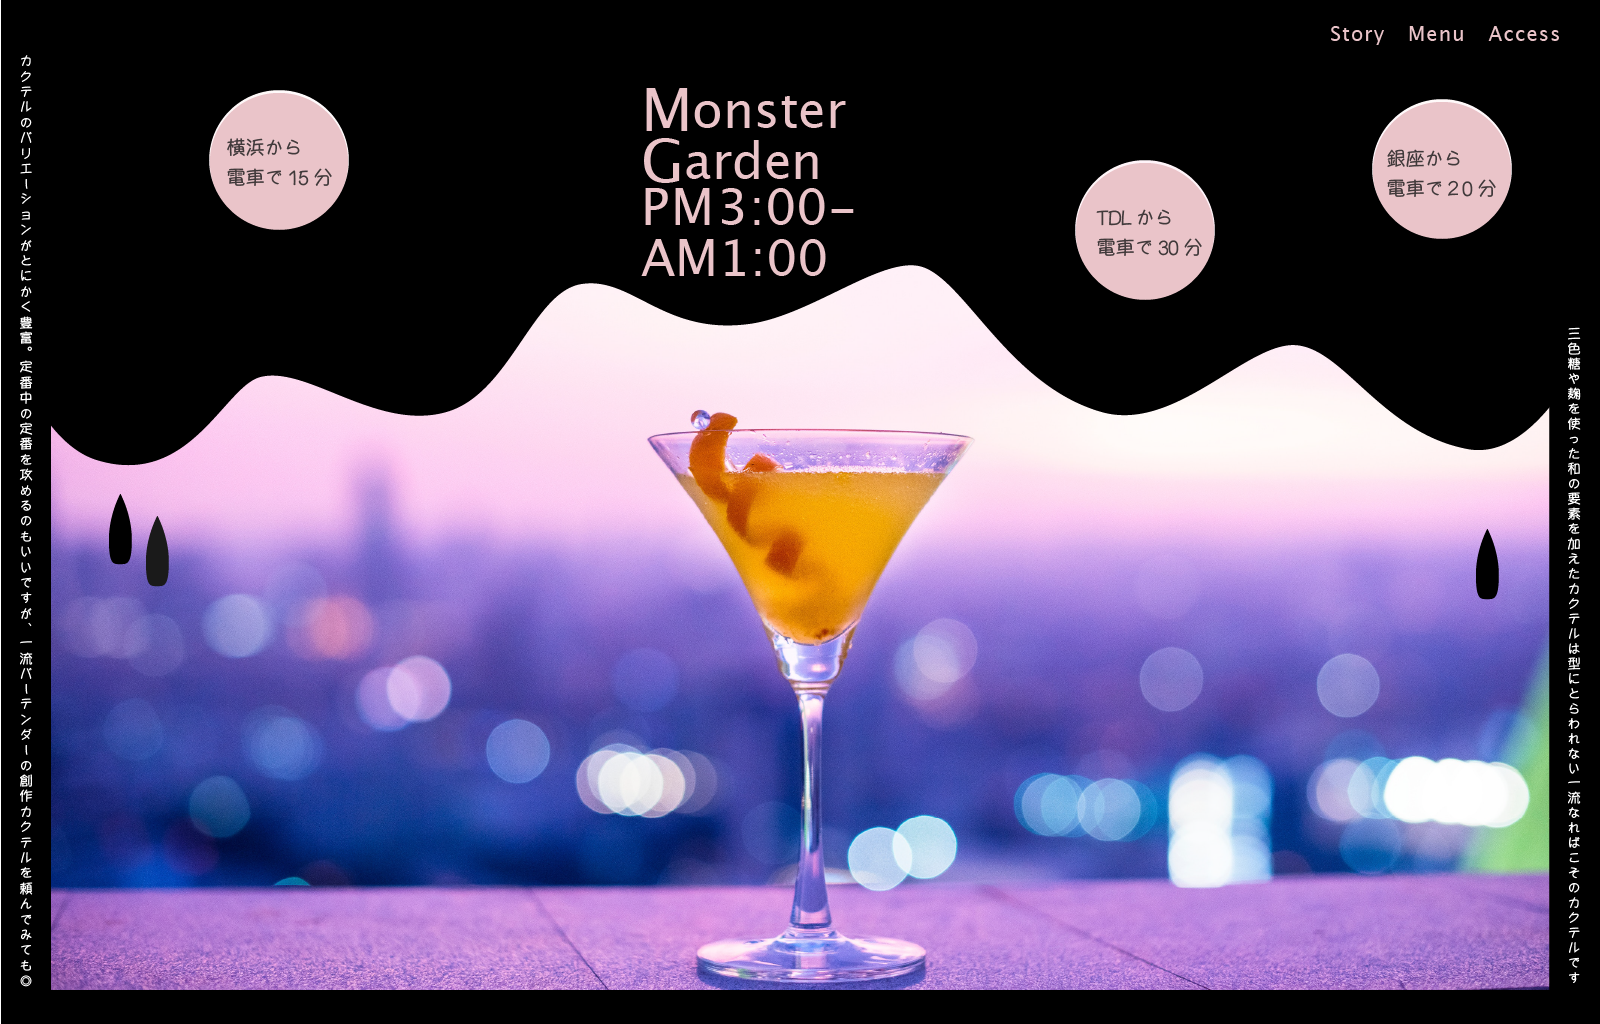 Story Menu Access
Monster
Garden
PM3:00–
AM1:00
横浜から
電車で 15 分
TDL から
電車で 30 分
銀座から
電車で 20 分
三色糖や麹を使った和の要素を加えたカクテルは型にとらわれない一流なればこそのカクテルです
カクテルのバリエーションがとにかく豊富。定番中の定番を攻めるのもいいですが、一流バーテンダーの創作カクテルを頼んでみても◎